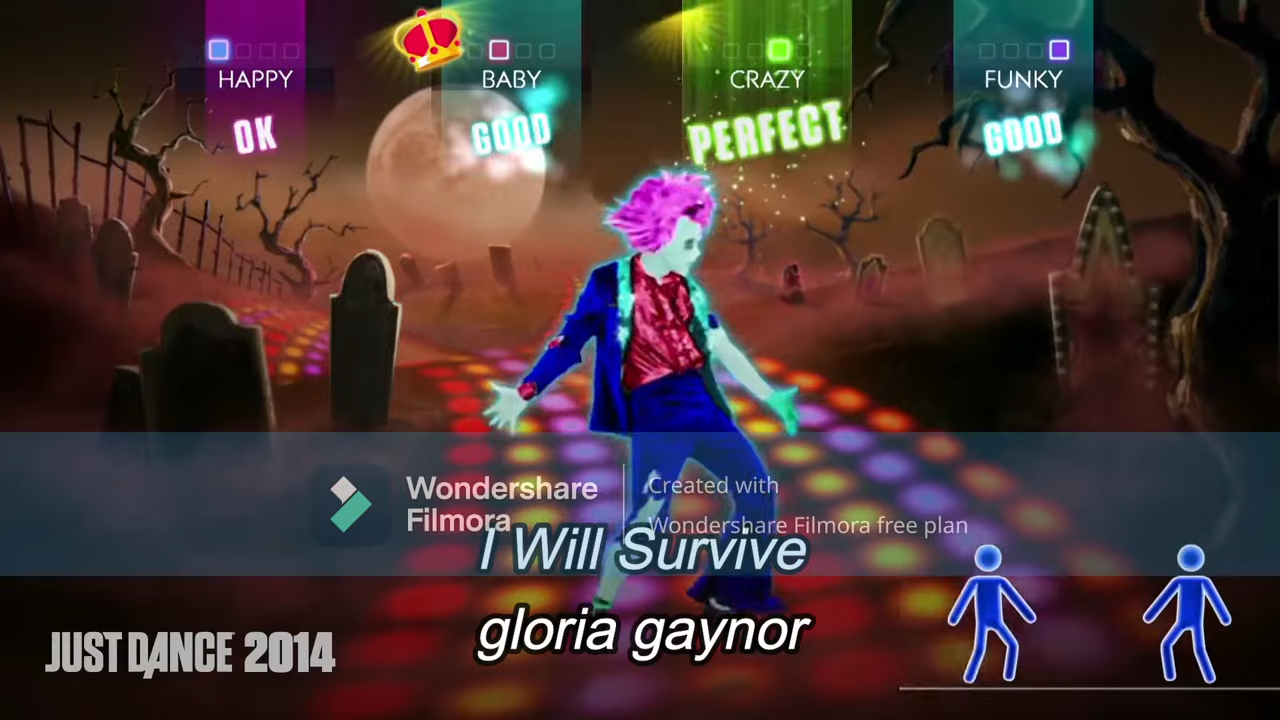 HAPPY
BABY
CRAZY
FUNKY
OK
GOOD
PERFECT
GOOD
Wondershare
Filmora
Created with
Wondershare Filmora free plan
I Will Survive
gloria gaynor
JUST DANCE 2014